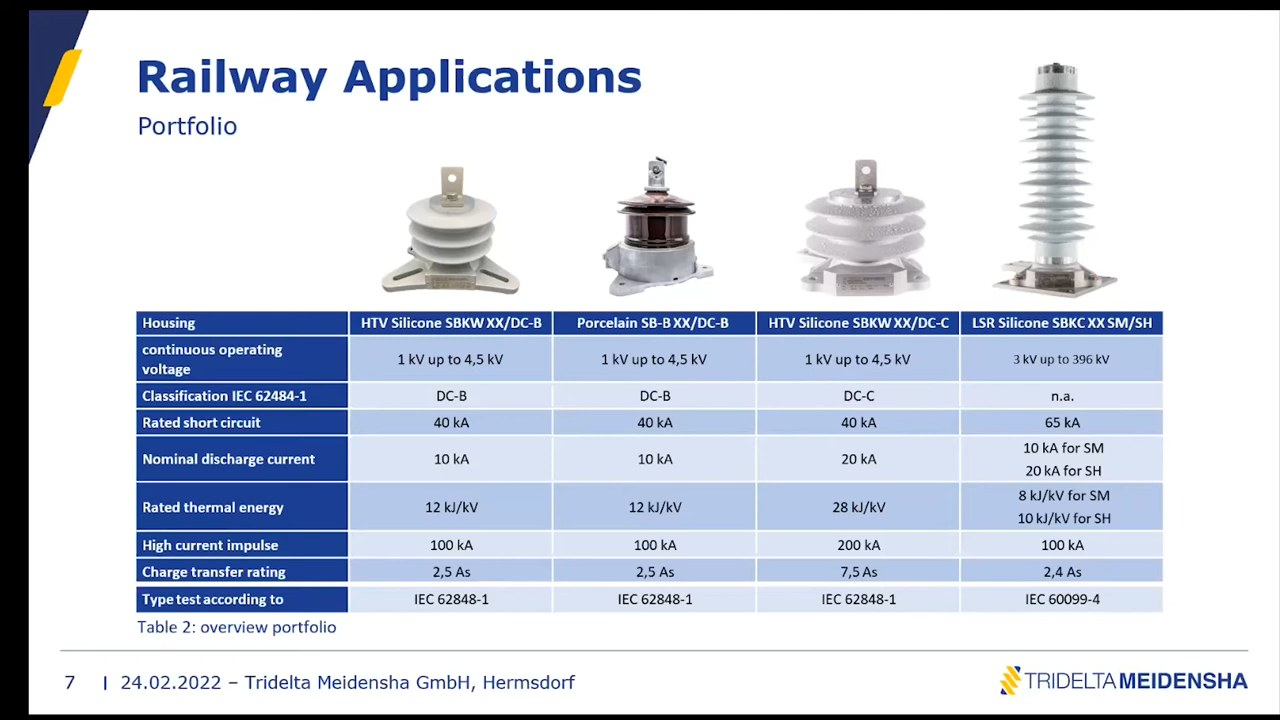 Railway Applications
Portfolio
Housing HTV Silicone SBKW XX/DC-B Porcelain SB-B XX/DC-B HTV Silicone SBKW XX/DC-C LSR Silicone SBKC XX SM/SH
continuous operating
voltage 1 kV up to 4,5 kV 1 kV up to 4,5 kV 1 kV up to 4,5 kV 3 kV up to 396 kV
Classification IEC 62484-1 DC-B DC-B DC-C n.a.
Rated short circuit 40 kA 40 kA 40 kA 65 kA
Nominal discharge current 10 kA 10 kA 20 kA 10 kA for SM
20 kA for SH
Rated thermal energy 12 kJ/kV 12 kJ/kV 28 kJ/kV 8 kJ/kV for SM
10 kJ/kV for SH
High current impulse 100 kA 100 kA 200 kA 100 kA
Charge transfer rating 2,5 As 2,5 As 7,5 As 2,4 As
Type test according to IEC 62848-1 IEC 62848-1 IEC 62848-1 IEC 60099-4
Table 2: overview portfolio
7 | 24.02.2022 – Tridelta Meidensha GmbH, Hermsdorf
TRIDELTA MEIDENSHA